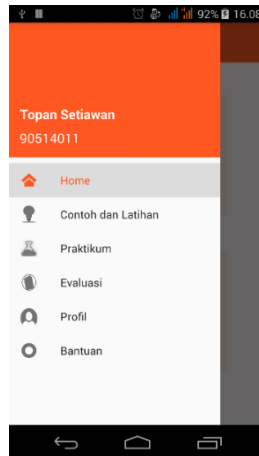 92% 16.08
Topan Setiawan
90514011
Home
Contoh dan Latihan
Praktikum
Evaluasi
Profil
Bantuan